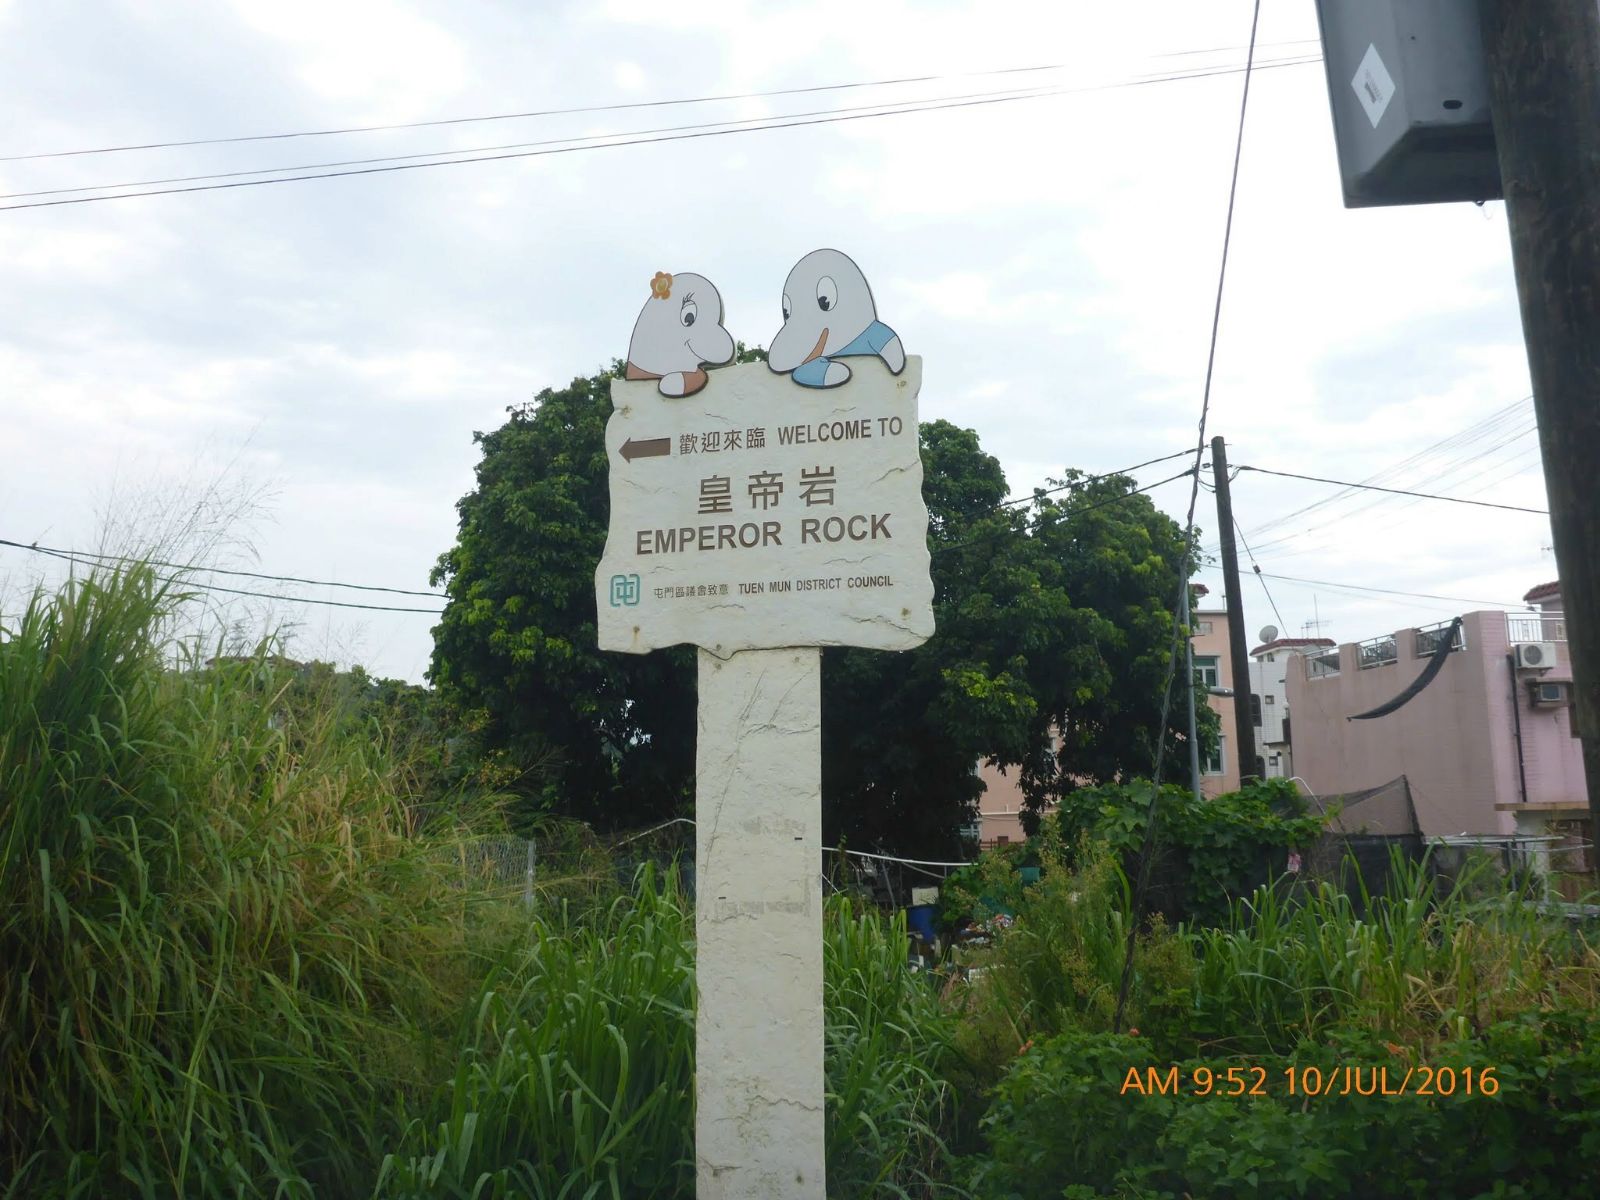 歡迎來臨 WELCOME TO
皇帝岩
EMPEROR ROCK
屯門區議會致意 TUEN MUN DISTRICT COUNCIL
AM 9:52 10/JUL/2016